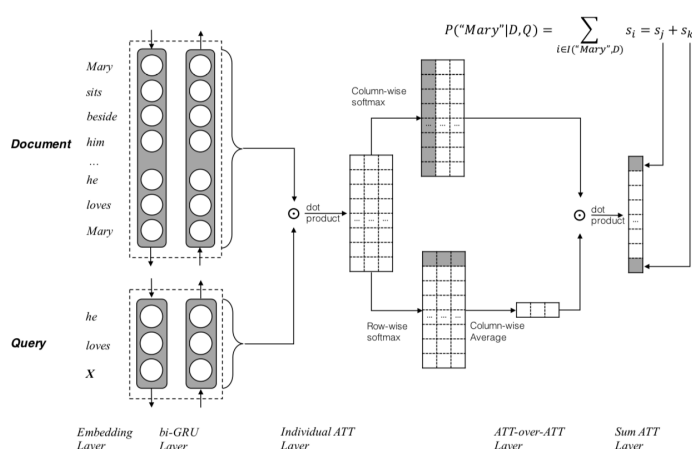 P("Mary"|D,Q) = ∑ i∈I("Mary",D) s_i = s_j + s_k
Mary
sits
beside
him
...
he
loves
Mary
Document
he
loves
X
Query
Column-wise
softmax
dot
product
... ... ...
... ... ...
Row-wise
softmax
... ... ...
Column-wise
Average
dot
product
...
Embedding
Layer
bi-GRU
Layer
Individual ATT
Layer
ATT-over-ATT
Layer
Sum ATT
Layer